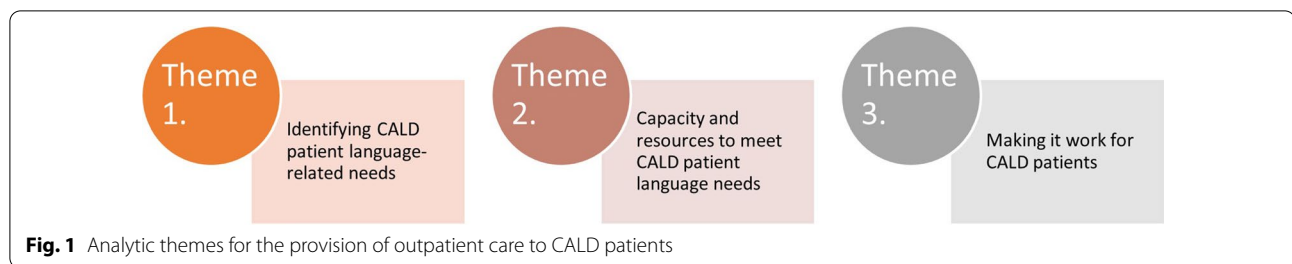 Theme
1.
Identifying CALD
patient language-
related needs
Theme
2.
Capacity and
resources to meet
CALD patient
language needs
Theme
3.
Making it work for
CALD patients
Fig. 1 Analytic themes for the provision of outpatient care to CALD patients